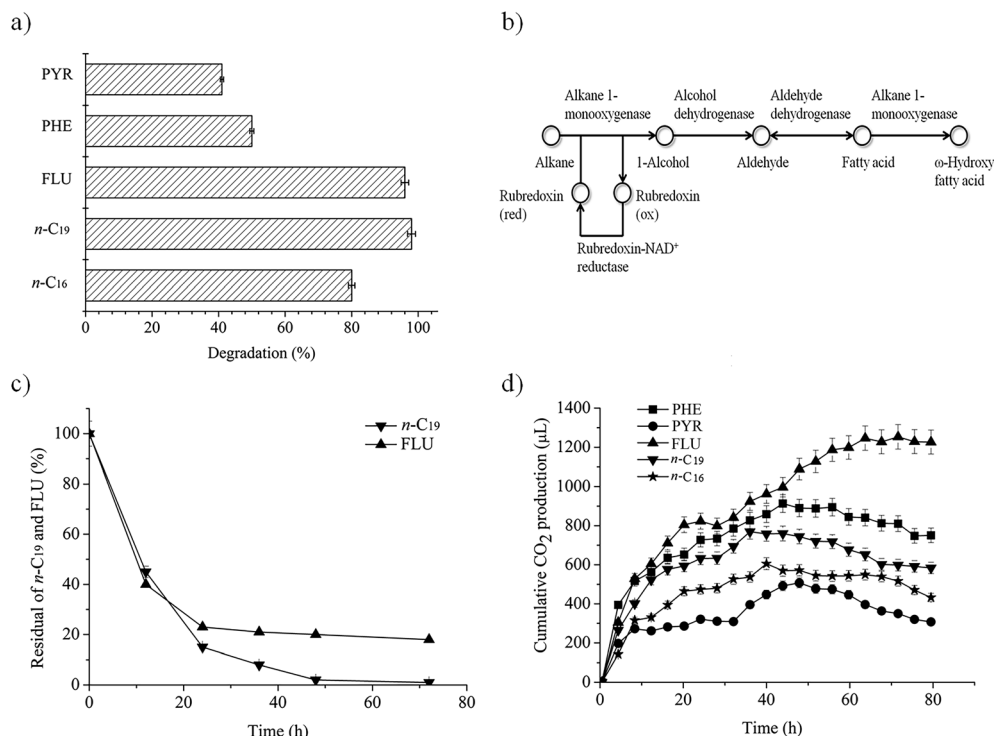 a)
PYR
PHE
FLU
n-C19
n-C16
0 20 40 60 80 100
Degradation (%)
b)
Alkane 1-
monooxygenase
Alcohol
dehydrogenase
Aldehyde
dehydrogenase
Alkane 1-
monooxygenase
Alkane
1-Alcohol
Aldehyde
Fatty acid
ω-Hydroxy
fatty acid
Rubredoxin
(red)
Rubredoxin
(ox)
Rubredoxin-NAD⁺
reductase
c)
n-C19
FLU
100
80
60
40
20
0
Residual of n-C19 and FLU (%)
0 20 40 60 80
Time (h)
d)
PHE
PYR
FLU
n-C19
n-C16
1400
1200
1000
800
600
400
200
0
Cumulative CO₂ production (µL)
0 20 40 60 80
Time (h)